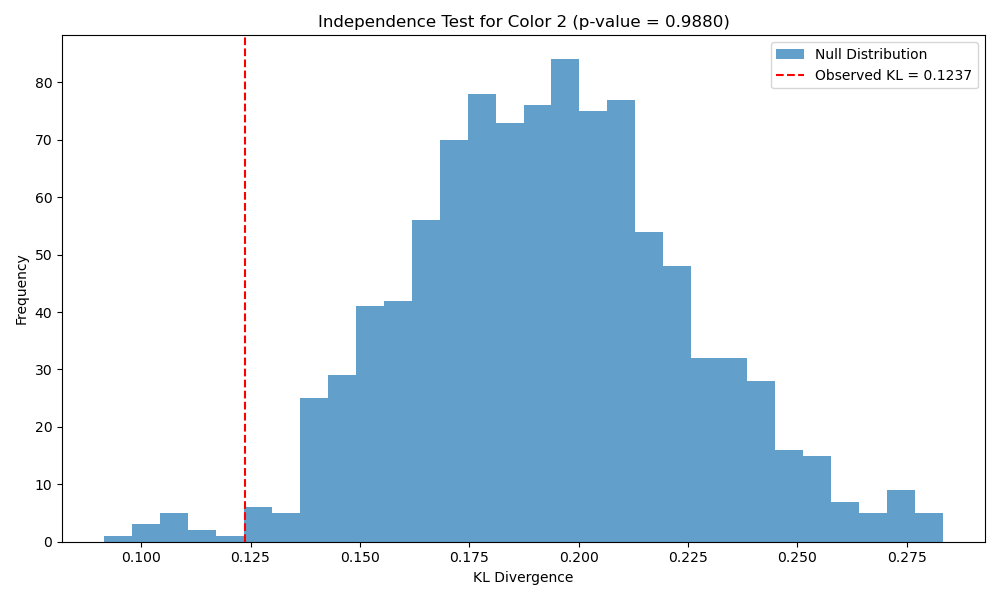 Independence Test for Color 2 (p-value = 0.9880)
Null Distribution
Observed KL = 0.1237
Frequency
80
70
60
50
40
30
20
10
0
0.100 0.125 0.150 0.175 0.200 0.225 0.250 0.275
KL Divergence